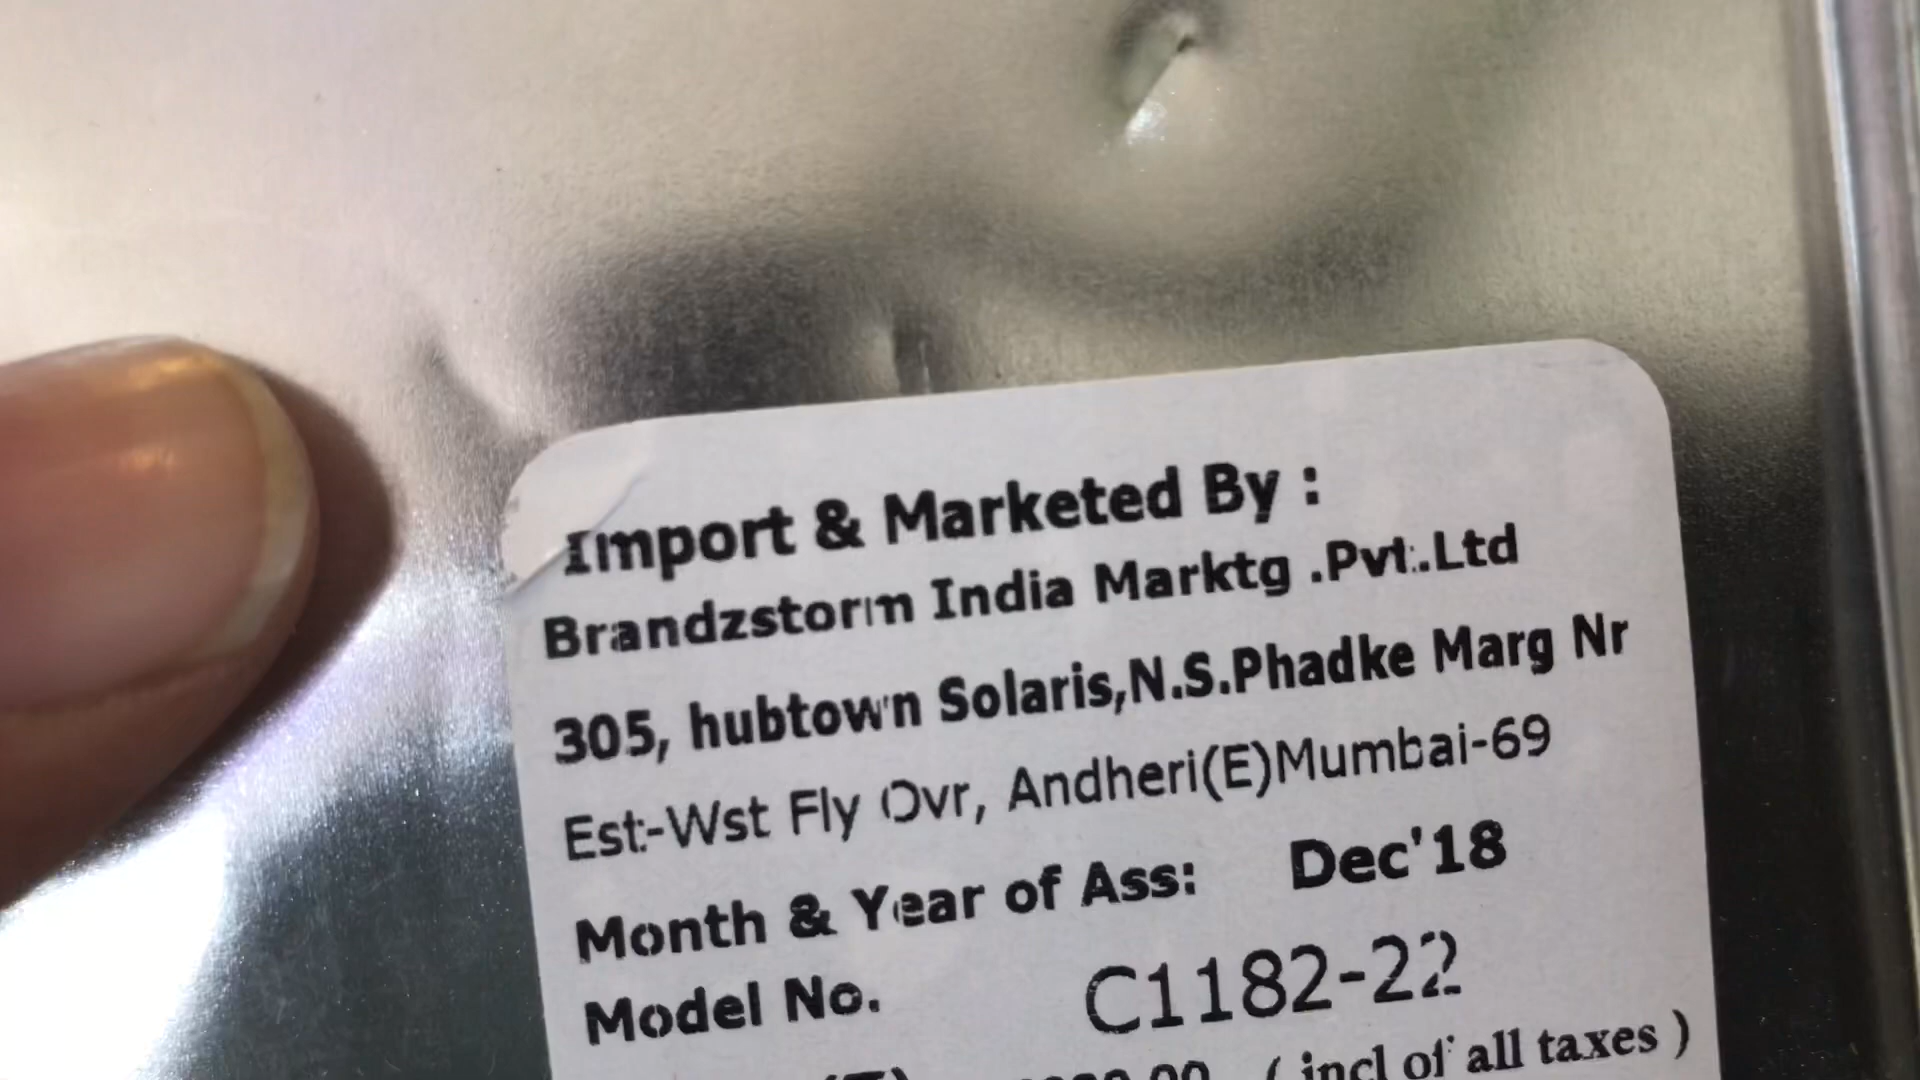 Import & Marketed By :
Brandzstorm India Marktg .Pvt.Ltd
305, hubtown Solaris,N.S.Phadke Marg Nr
Est-Wst Fly Ovr, Andheri(E)Mumbai-69
Month & Year of Ass: Dec'18
Model No. C1182-22
( incl of all taxes )